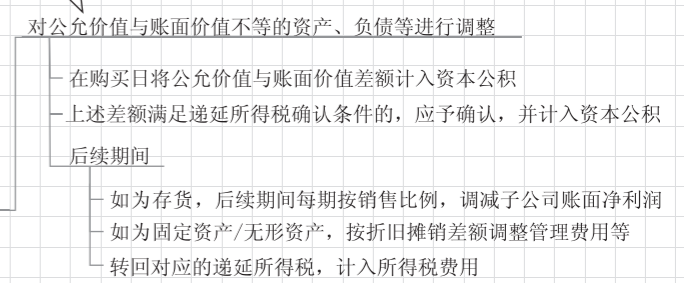 对公允价值与账面价值不等的资产、负债等进行调整
在购买日将公允价值与账面价值差额计入资本公积
上述差额满足递延所得税确认条件的，应予确认，并计入资本公积
后续期间
如为存货，后续期间每期按销售比例，调减子公司账面净利润
如为固定资产/无形资产，按折旧摊销差额调整管理费用等
转回对应的递延所得税，计入所得税费用